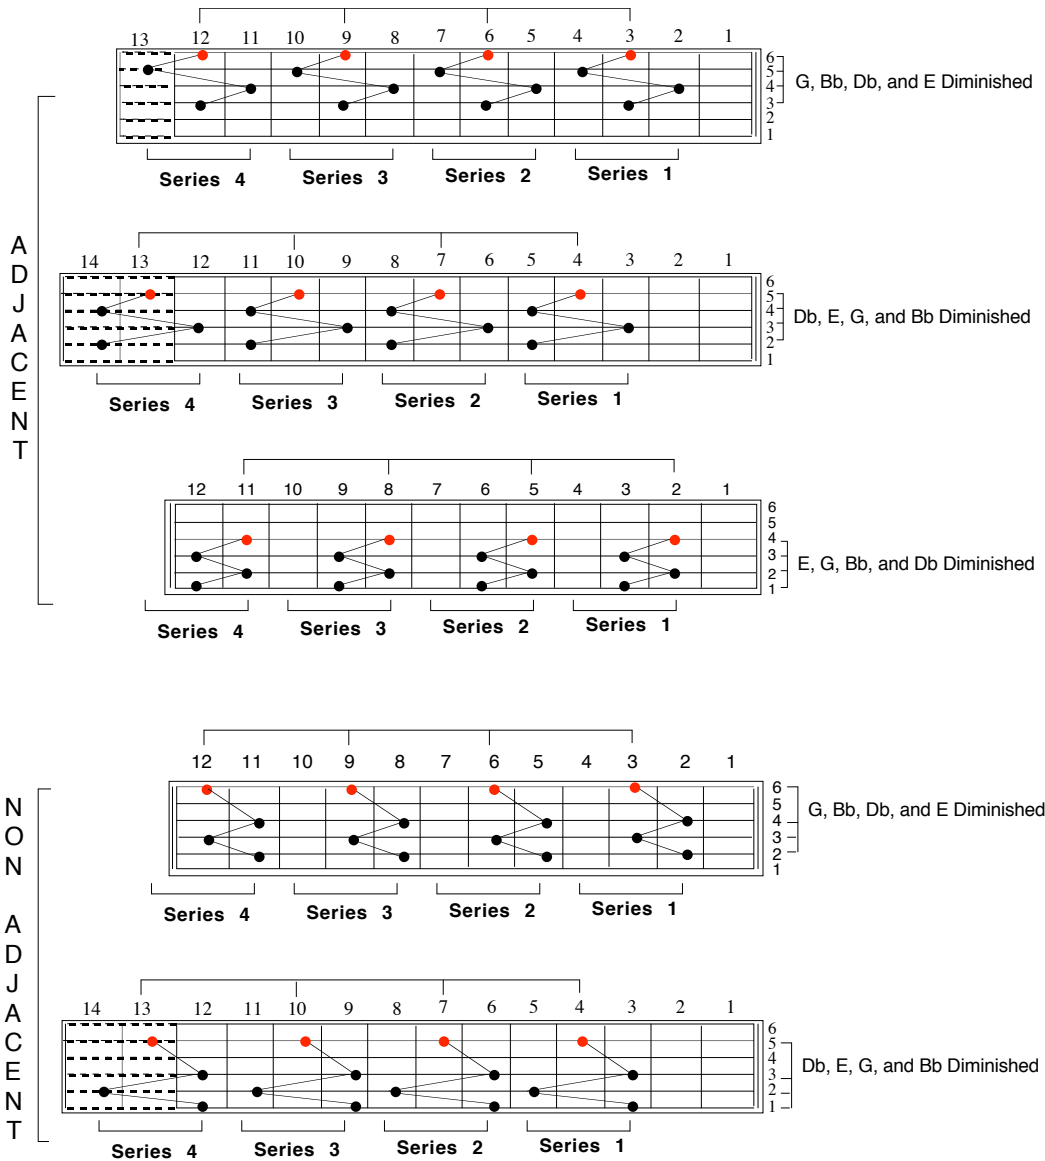 13 12 11 10 9 8 7 6 5 4 3 2 1
6
5
4
3
2
1
G, Bb, Db, and E Diminished
Series 4 Series 3 Series 2 Series 1
ADJACENT
14 13 12 11 10 9 8 7 6 5 4 3 2 1
6
5
4
3
2
1
Db, E, G, and Bb Diminished
Series 4 Series 3 Series 2 Series 1
12 11 10 9 8 7 6 5 4 3 2 1
6
5
4
3
2
1
E, G, Bb, and Db Diminished
Series 4 Series 3 Series 2 Series 1
NON ADJACENT
12 11 10 9 8 7 6 5 4 3 2 1
6
5
4
3
2
1
G, Bb, Db, and E Diminished
Series 4 Series 3 Series 2 Series 1
14 13 12 11 10 9 8 7 6 5 4 3 2 1
6
5
4
3
2
1
Db, E, G, and Bb Diminished
Series 4 Series 3 Series 2 Series 1